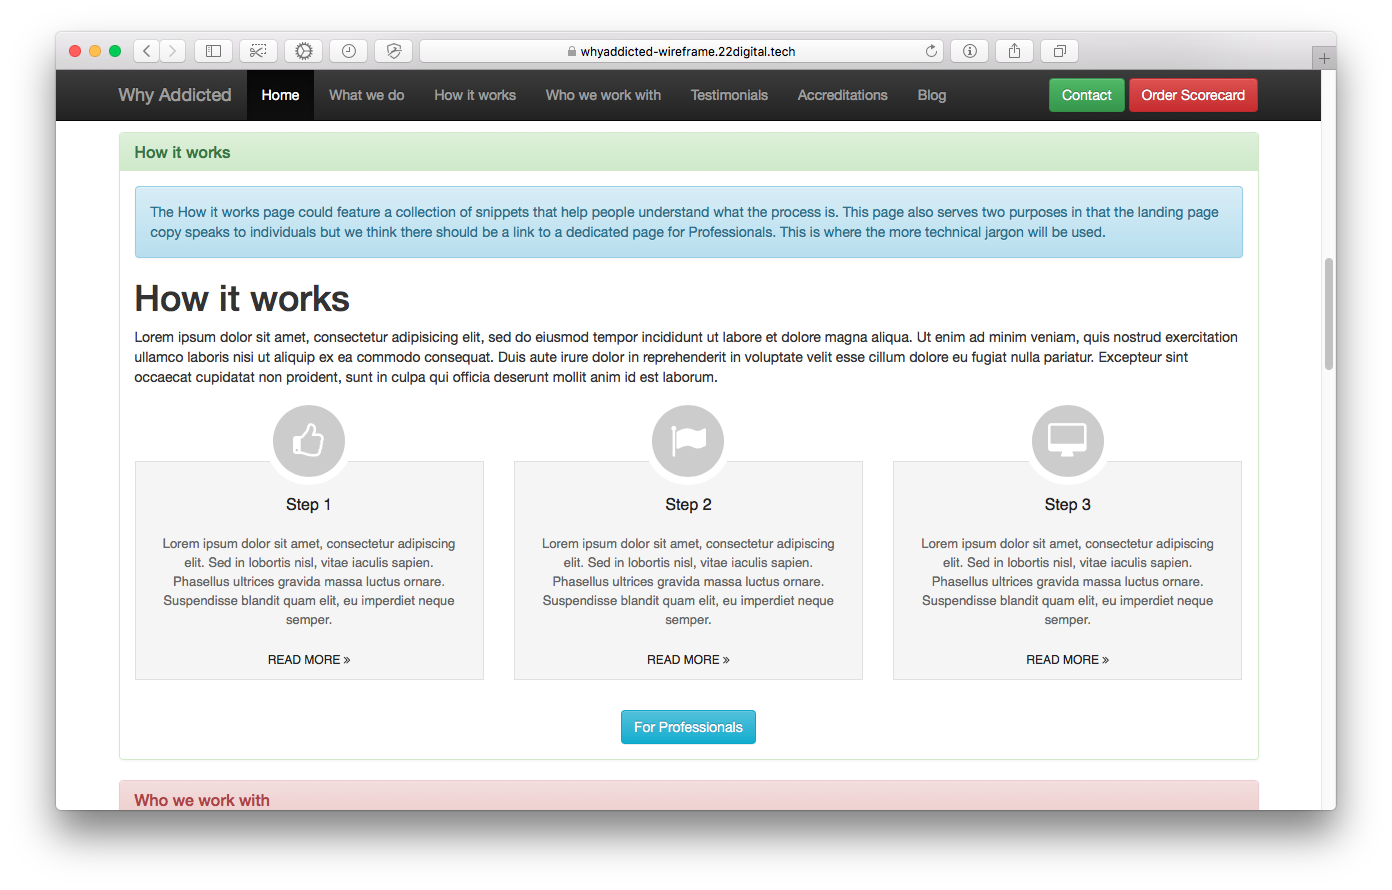 whyaddicted-wireframe.22digital.tech
Why Addicted
Home
What we do
How it works
Who we work with
Testimonials
Accreditations
Blog
Contact
Order Scorecard
How it works
The How it works page could feature a collection of snippets that help people understand what the process is. This page also serves two purposes in that the landing page
copy speaks to individuals but we think there should be a link to a dedicated page for Professionals. This is where the more technical jargon will be used.
How it works
Lorem ipsum dolor sit amet, consectetur adipisicing elit, sed do eiusmod tempor incididunt ut labore et dolore magna aliqua. Ut enim ad minim veniam, quis nostrud exercitation
ullamco laboris nisi ut aliquip ex ea commodo consequat. Duis aute irure dolor in reprehenderit in voluptate velit esse cillum dolore eu fugiat nulla pariatur. Excepteur sint
occaecat cupidatat non proident, sunt in culpa qui officia deserunt mollit anim id est laborum.
Step 1
Lorem ipsum dolor sit amet, consectetur adipiscing
elit. Sed in lobortis nisl, vitae iaculis sapien.
Phasellus ultrices gravida massa luctus ornare.
Suspendisse blandit quam elit, eu imperdiet neque
semper.
READ MORE »
Step 2
Lorem ipsum dolor sit amet, consectetur adipiscing
elit. Sed in lobortis nisl, vitae iaculis sapien.
Phasellus ultrices gravida massa luctus ornare.
Suspendisse blandit quam elit, eu imperdiet neque
semper.
READ MORE »
Step 3
Lorem ipsum dolor sit amet, consectetur adipiscing
elit. Sed in lobortis nisl, vitae iaculis sapien.
Phasellus ultrices gravida massa luctus ornare.
Suspendisse blandit quam elit, eu imperdiet neque
semper.
READ MORE »
For Professionals
Who we work with